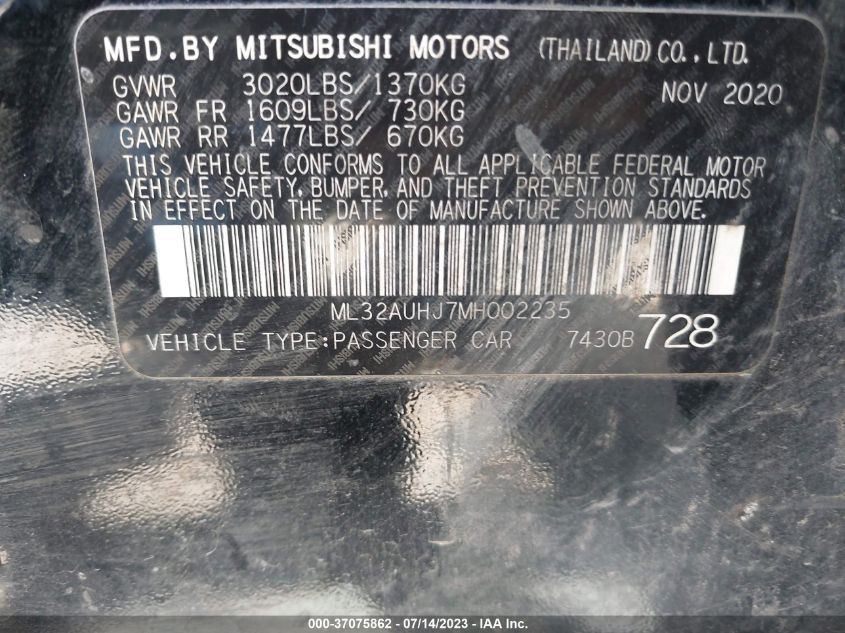 MFD.BY MITSUBISHI MOTORS (THAILAND) CO., LTD.
GVWR 3020LBS/1370KG NOV 2020
GAWR FR 1609LBS/ 730KG
GAWR RR 1477LBS/ 670KG
THIS VEHICLE CONFORMS TO ALL APPLICABLE FEDERAL MOTOR
VEHICLE SAFETY, BUMPER, AND THEFT PREVENTION STANDARDS
IN EFFECT ON THE DATE OF MANUFACTURE SHOWN ABOVE.
ML32AUHJ7MH002235
VEHICLE TYPE:PASSENGER CAR 7430B 728
000-37075862 - 07/14/2023 - IAA Inc.